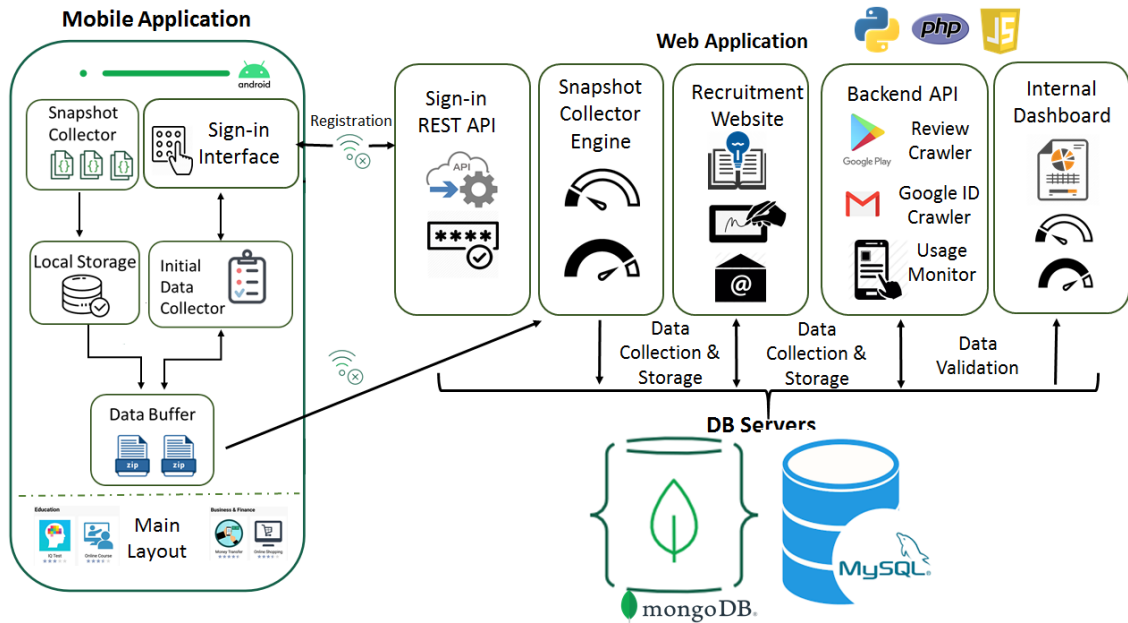 Mobile Application
android
Snapshot
Collector
{}
{}
{}
Sign-in
Interface
Local Storage
Initial
Data
Collector
Data Buffer
zip
zip
Education
IQ Test
Online Course
Main
Layout
Business & Finance
Money Transfer
Online Shopping
Registration
Web Application
python
php
JS
Sign-in
REST API
API
****
Snapshot
Collector
Engine
Recruitment
Website
@
Backend API
Google Play
Review
Crawler
Google ID
Crawler
Usage
Monitor
Internal
Dashboard
Data
Collection &
Storage
Data
Collection &
Storage
Data
Validation
DB Servers
mongoDB®
MySQL®